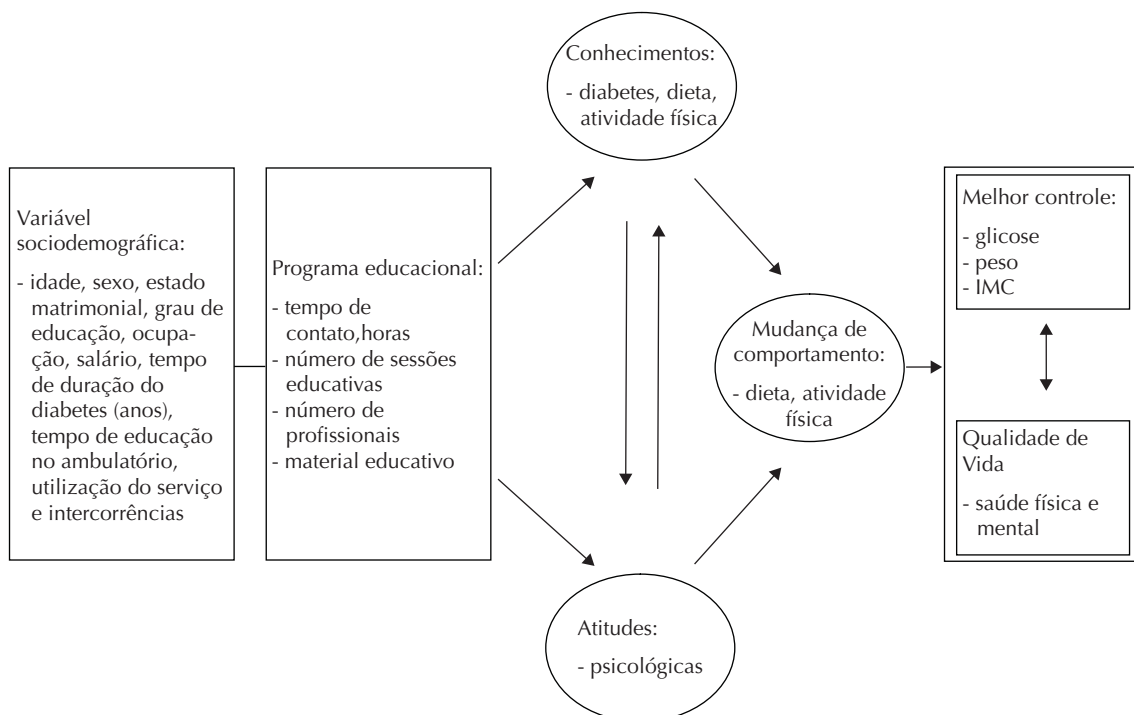 Variável
sociodemográfica:
- idade, sexo, estado
matrimonial, grau de
educação, ocupa-
ção, salário, tempo
de duração do
diabetes (anos),
tempo de educação
no ambulatório,
utilização do serviço
e intercorrências
Programa educacional:
- tempo de
contato,horas
- número de sessões
educativas
- número de
profissionais
- material educativo
Conhecimentos:
- diabetes, dieta,
atividade física
Atitudes:
- psicológicas
Mudança de
comportamento:
- dieta, atividade
física
Melhor controle:
- glicose
- peso
- IMC
Qualidade de
Vida
- saúde física e
mental